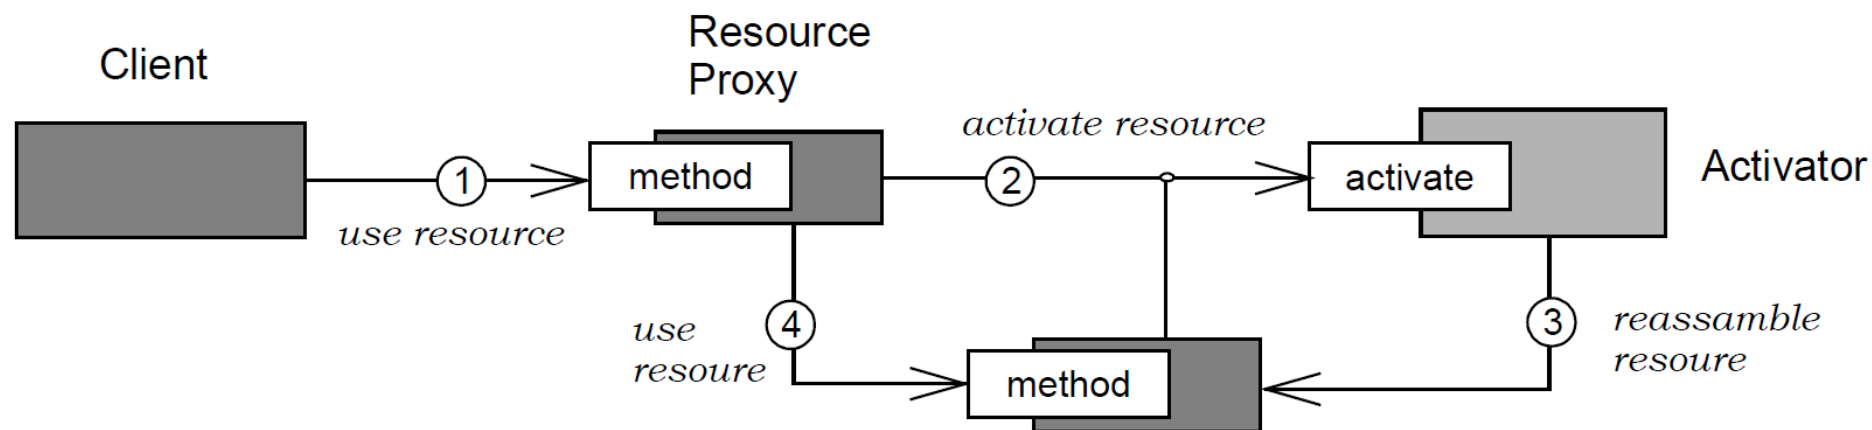 Client
Resource
Proxy
activate resource
1
method
2
activate
Activator
use resource
use
resoure
4
3
reassamble
resoure
method